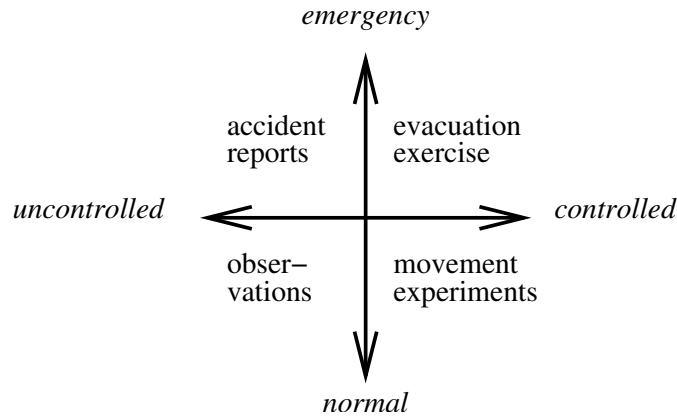 emergency
accident
reports
evacuation
exercise
uncontrolled
controlled
obser–
vations
movement
experiments
normal